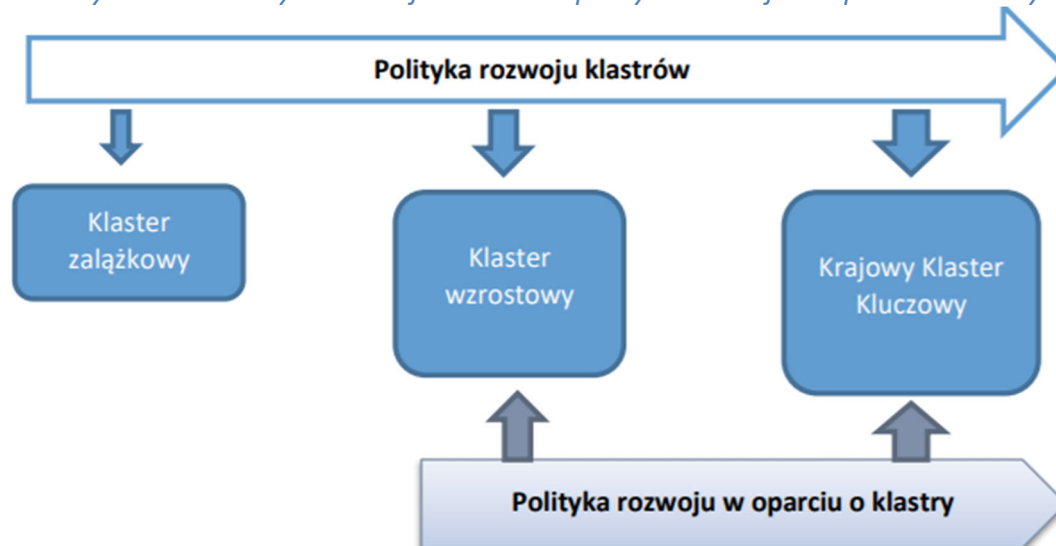 Polityka rozwoju klastrów
Klaster
zalążkowy
Klaster
wzrostowy
Krajowy Klaster
Kluczowy
Polityka rozwoju w oparciu o klastry